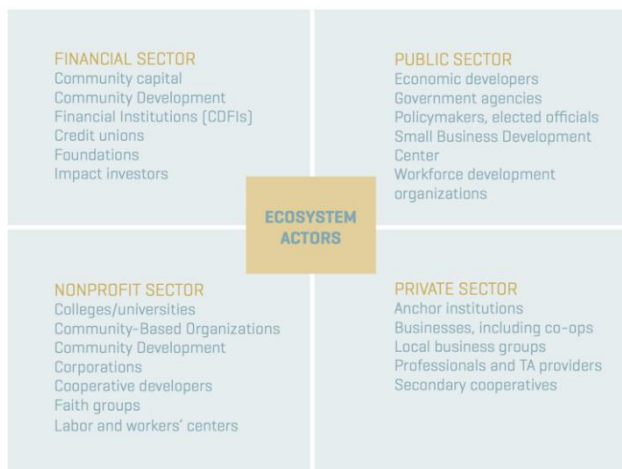 FINANCIAL SECTOR
Community capital
Community Development
Financial Institutions (CDFIs)
Credit unions
Foundations
Impact investors
PUBLIC SECTOR
Economic developers
Government agencies
Policymakers, elected officials
Small Business Development
Center
Workforce development
organizations
ECOSYSTEM
ACTORS
NONPROFIT SECTOR
Colleges/universities
Community-Based Organizations
Community Development
Corporations
Cooperative developers
Faith groups
Labor and workers' centers
PRIVATE SECTOR
Anchor institutions
Businesses, including co-ops
Local business groups
Professionals and TA providers
Secondary cooperatives